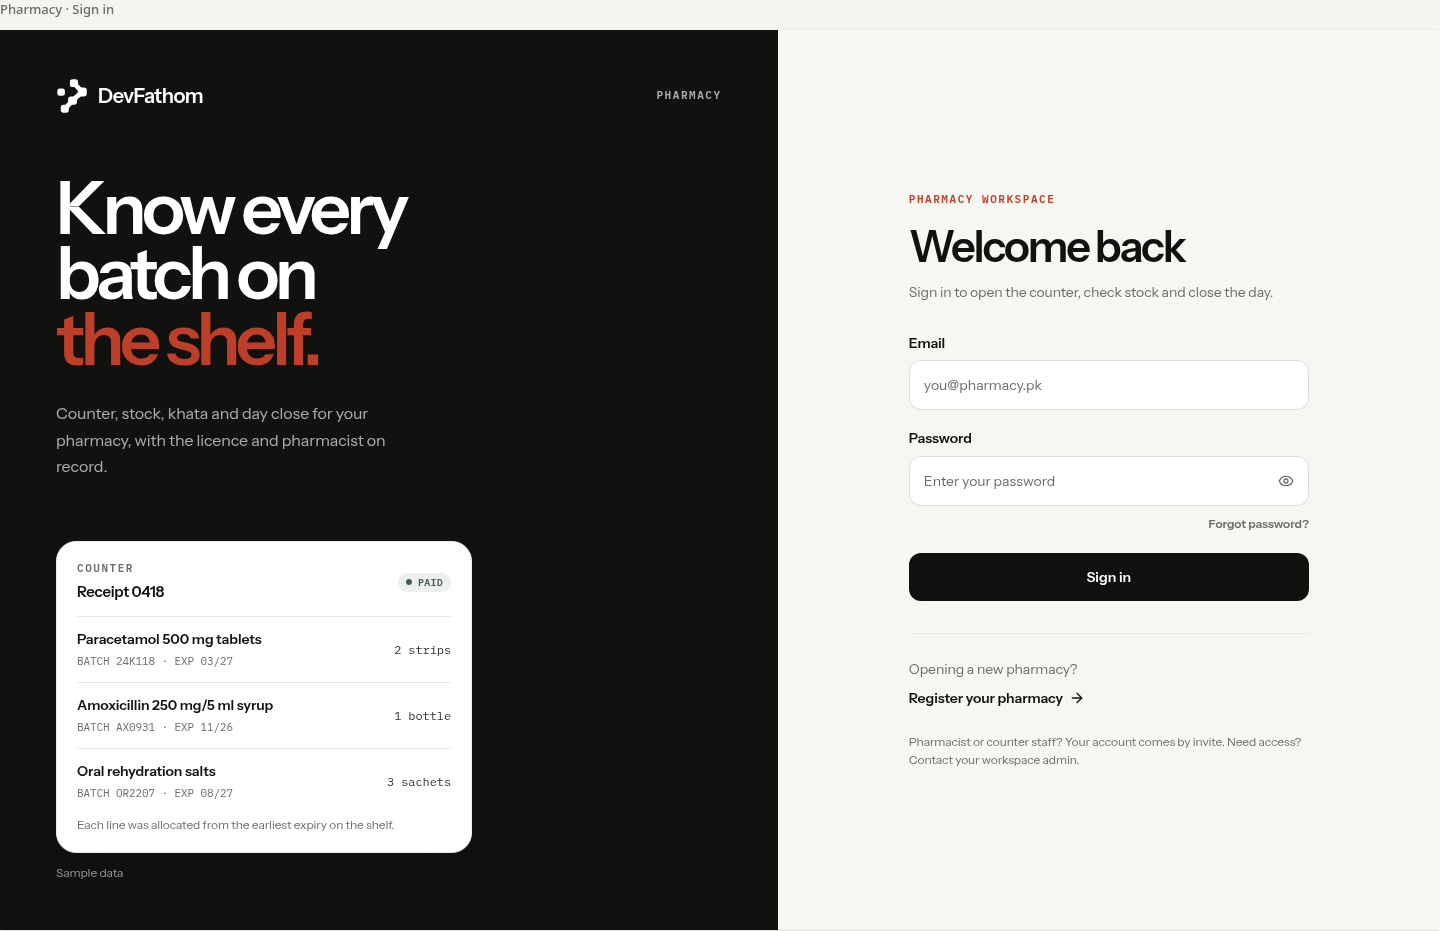 Pharmacy · Sign in
DevFathom
PHARMACY
Know every
batch on
the shelf.
Counter, stock, khata and day close for your
pharmacy, with the licence and pharmacist on
record.
COUNTER
Receipt 0418
PAID
Paracetamol 500 mg tablets
BATCH 24K118 · EXP 03/27
2 strips
Amoxicillin 250 mg/5 ml syrup
BATCH AX0931 · EXP 11/26
1 bottle
Oral rehydration salts
BATCH OR2207 · EXP 08/27
3 sachets
Each line was allocated from the earliest expiry on the shelf.
Sample data
PHARMACY WORKSPACE
Welcome back
Sign in to open the counter, check stock and close the day.
Email
you@pharmacy.pk
Password
Enter your password
Forgot password?
Sign in
Opening a new pharmacy?
Register your pharmacy →
Pharmacist or counter staff? Your account comes by invite. Need access?
Contact your workspace admin.